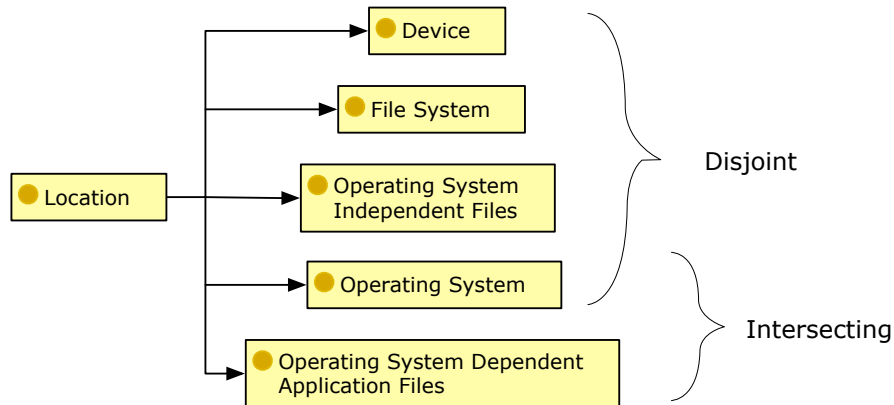 Device
File System
Disjoint
Operating System
Independent Files
Location
Operating System
Intersecting
Operating System Dependent
Application Files